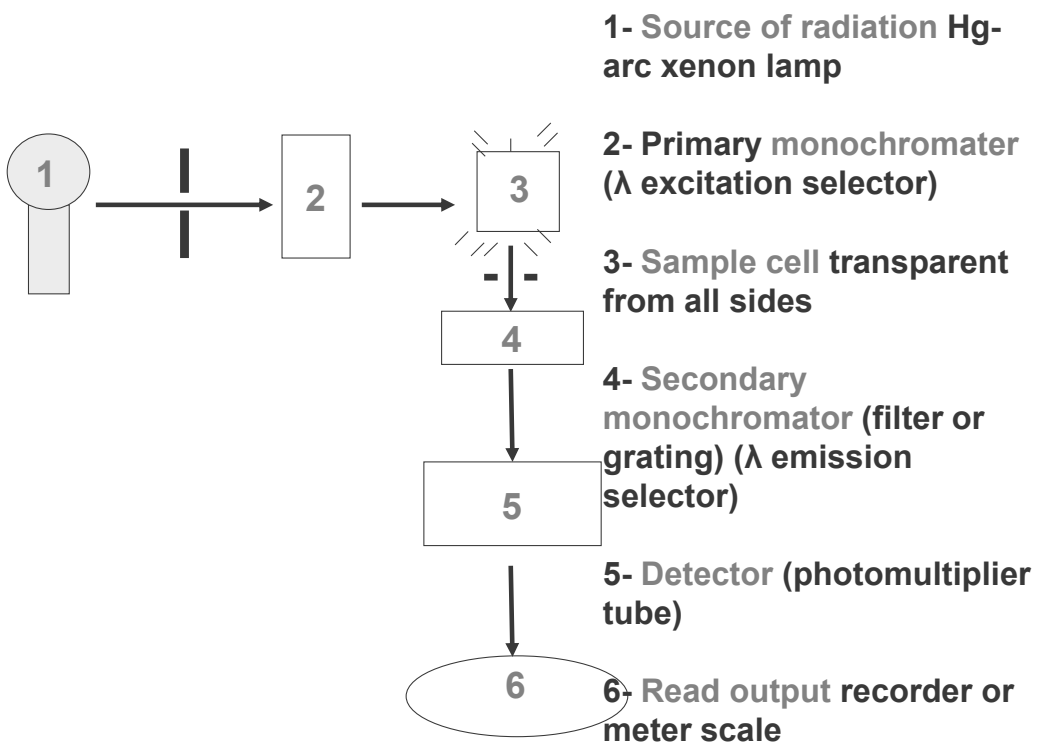 1- Source of radiation Hg-
arc xenon lamp
1
2
3
2- Primary monochromater
(λ excitation selector)
3- Sample cell transparent
from all sides
4
4- Secondary
monochromator (filter or
grating) (λ emission
selector)
5
5- Detector (photomultiplier
tube)
6
6- Read output recorder or
meter scale